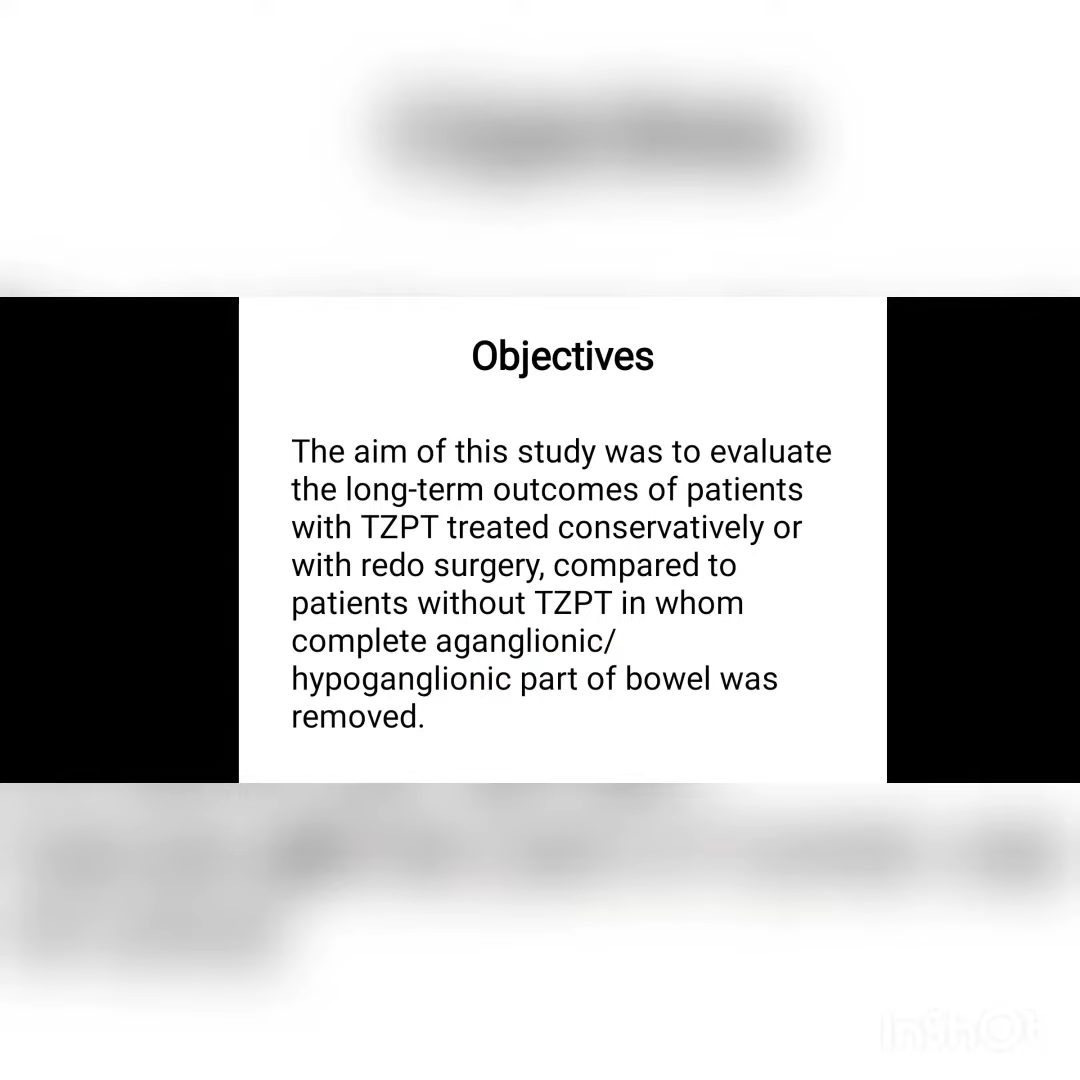 Objectives
The aim of this study was to evaluate
the long-term outcomes of patients
with TZPT treated conservatively or
with redo surgery, compared to
patients without TZPT in whom
complete aganglionic/
hypoganglionic part of bowel was
removed.
InShOt